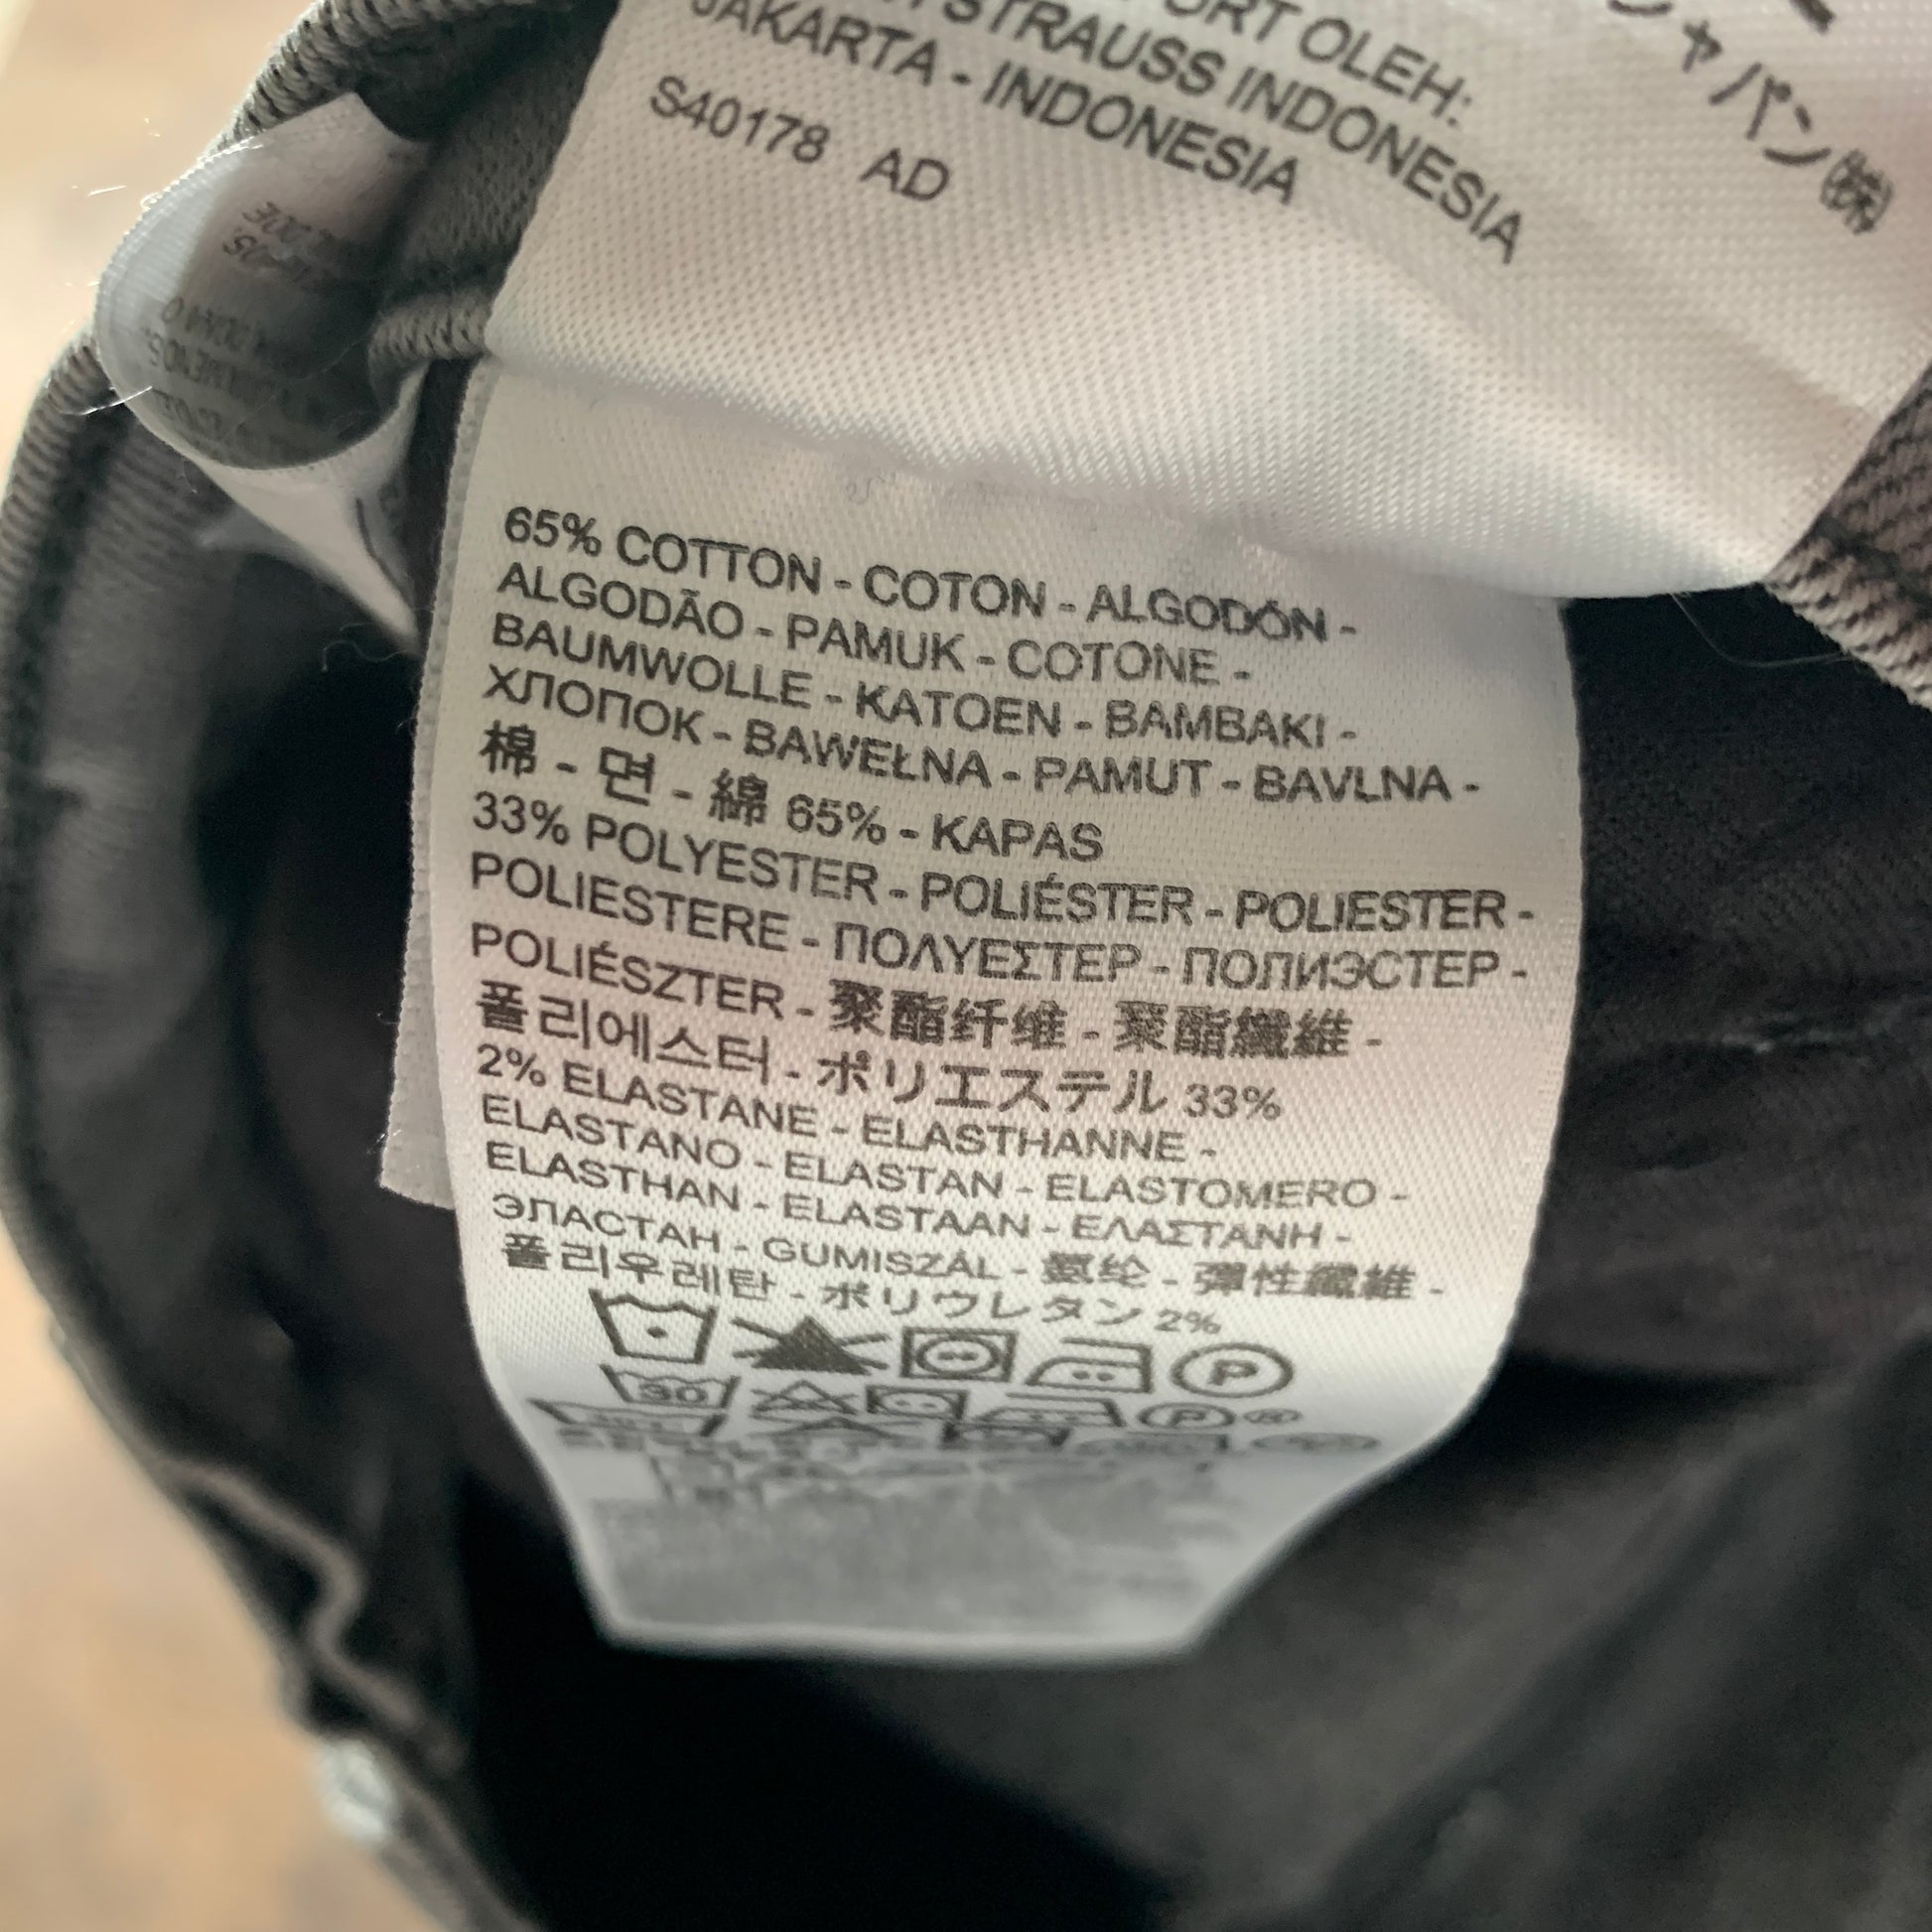 ORT OLEH:
STRAUSS INDONESIA
JAKARTA - INDONESIA
S40178 AD
ャパン㈱
65% COTTON - COTON - ALGODÓN -
ALGODÃO - PAMUK - COTONE -
BAUMWOLLE - KATOEN - BAMBAKI -
ХЛОПОК - BAWEŁNA - PAMUT - BAVLNA -
棉 - 면 - 綿 65% - KAPAS
33% POLYESTER - POLIÉSTER - POLIESTER -
POLIESTERE - ΠΟΛΥΕΣΤΕΡ - ПОЛИЭСТЕР -
POLIÉSZTER - 聚酯纤维 - 聚酯纖維 -
폴리에스터 - ポリエステル 33%
2% ELASTANE - ELASTHANNE -
ELASTANO - ELASTAN - ELASTOMERO -
ELASTHAN - ELASTAAN - ΕΛΑΣΤΑΝΗ -
ЭЛАСТАН - GUMISZÁL - 氨纶 - 彈性纖維 -
폴리우레탄 - ポリウレタン 2%
P
30 P